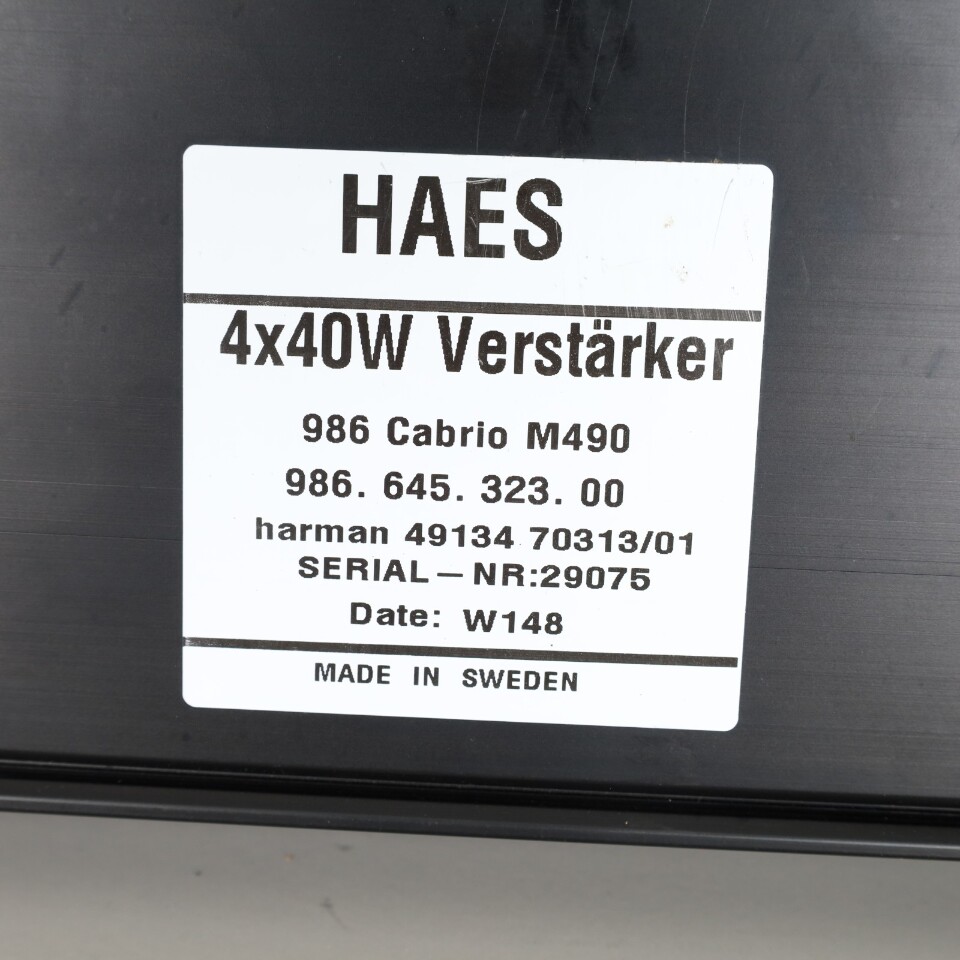 HAES
4x40W Verstärker
986 Cabrio M490
986. 645. 323. 00
harman 49134 70313/01
SERIAL — NR:29075
Date: W148
MADE IN SWEDEN